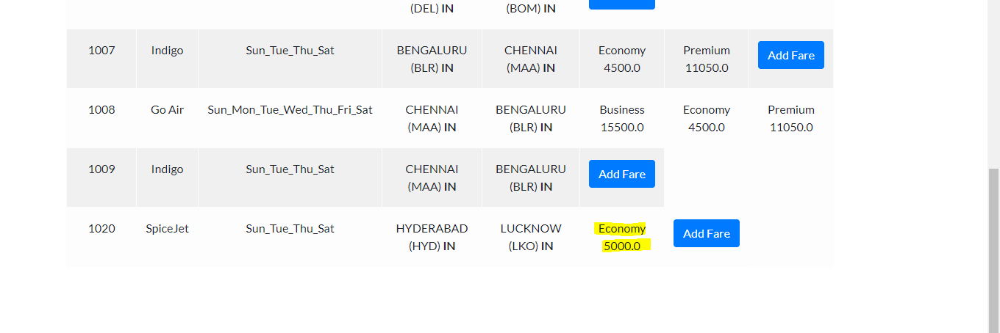 (DEL) IN (BOM) IN
1007 Indigo Sun_Tue_Thu_Sat BENGALURU CHENNAI Economy Premium Add Fare
(BLR) IN (MAA) IN 4500.0 11050.0
1008 Go Air Sun_Mon_Tue_Wed_Thu_Fri_Sat CHENNAI BENGALURU Business Economy Premium
(MAA) IN (BLR) IN 15500.0 4500.0 11050.0
1009 Indigo Sun_Tue_Thu_Sat CHENNAI BENGALURU Add Fare
(MAA) IN (BLR) IN
1020 SpiceJet Sun_Tue_Thu_Sat HYDERABAD LUCKNOW Economy Add Fare
(HYD) IN (LKO) IN 5000.0